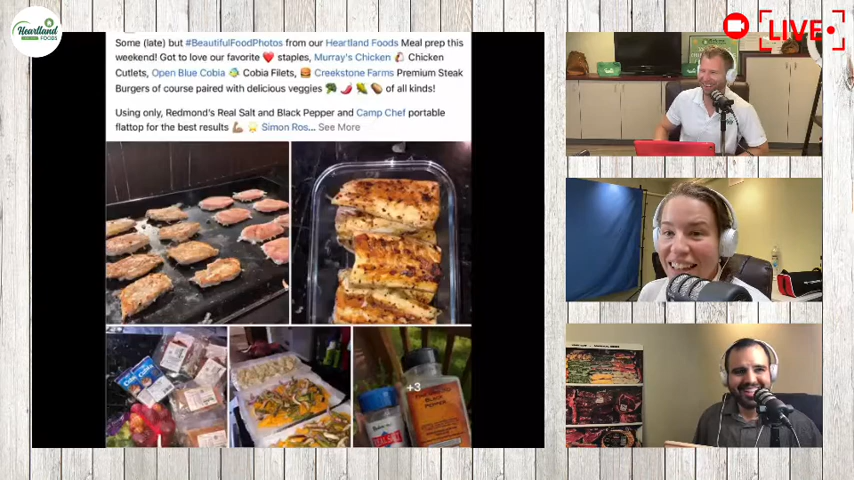 Heartland
FOODS
LIVE
Some (late) but #BeautifulFoodPhotos from our Heartland Foods Meal prep this
weekend! Got to love our favorite ❤️ staples, Murray's Chicken 🐔 Chicken
Cutlets, Open Blue Cobia 🐠 Cobia Filets, 🍔 Creekstone Farms Premium Steak
Burgers of course paired with delicious veggies 🥦 🌶️ 🌽 🥔 of all kinds!
Using only, Redmond's Real Salt and Black Pepper and Camp Chef portable
flattop for the best results 💪🏽 🌟 Simon Ros... See More
+3
BLACK
PEPPER